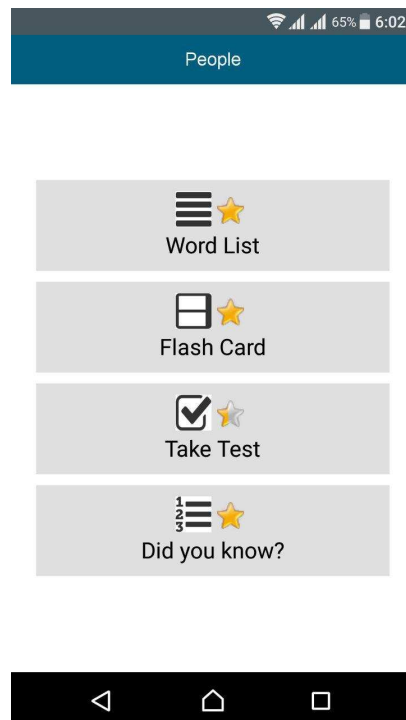 65% 6:02
People
Word List
Flash Card
1
2
3
Take Test
Did you know?